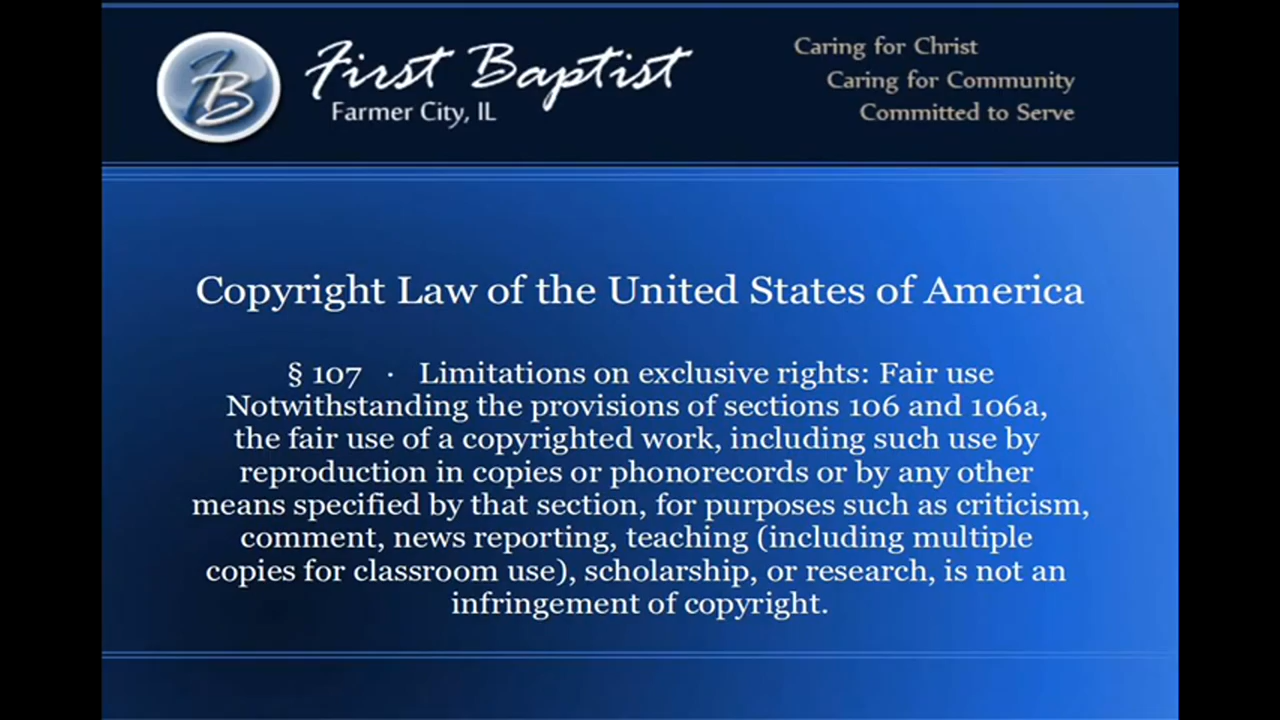 FB
First Baptist
Farmer City, IL
Caring for Christ
Caring for Community
Committed to Serve
Copyright Law of the United States of America
§ 107 · Limitations on exclusive rights: Fair use
Notwithstanding the provisions of sections 106 and 106a,
the fair use of a copyrighted work, including such use by
reproduction in copies or phonorecords or by any other
means specified by that section, for purposes such as criticism,
comment, news reporting, teaching (including multiple
copies for classroom use), scholarship, or research, is not an
infringement of copyright.